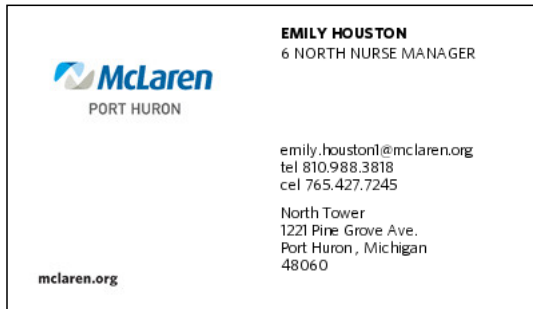 McLaren
PORT HURON
mclaren.org
EMILY HOUSTON
6 NORTH NURSE MANAGER
emily.houston1@mclaren.org
tel 810.988.3818
cel 765.427.7245
North Tower
1221 Pine Grove Ave.
Port Huron , Michigan
48060